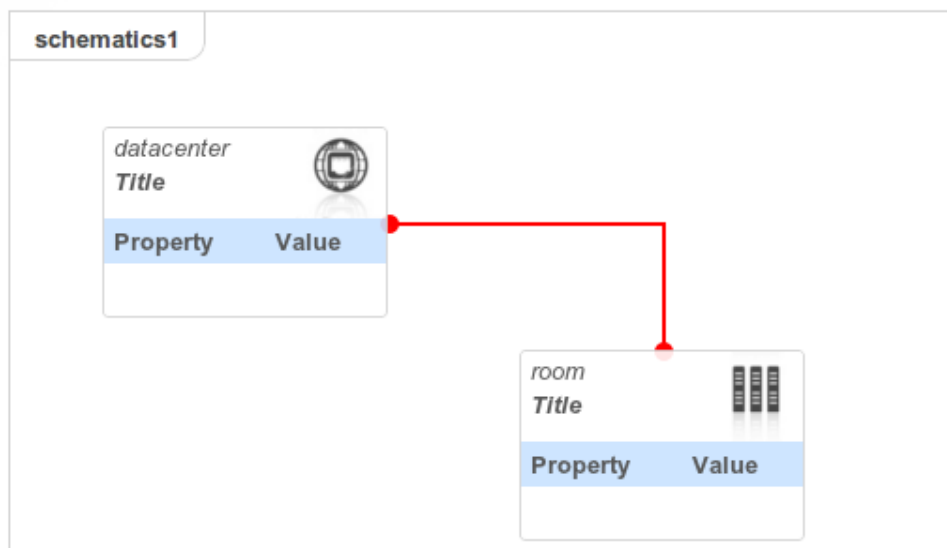 schematics1
datacenter
Title
Property Value
room
Title
Property Value